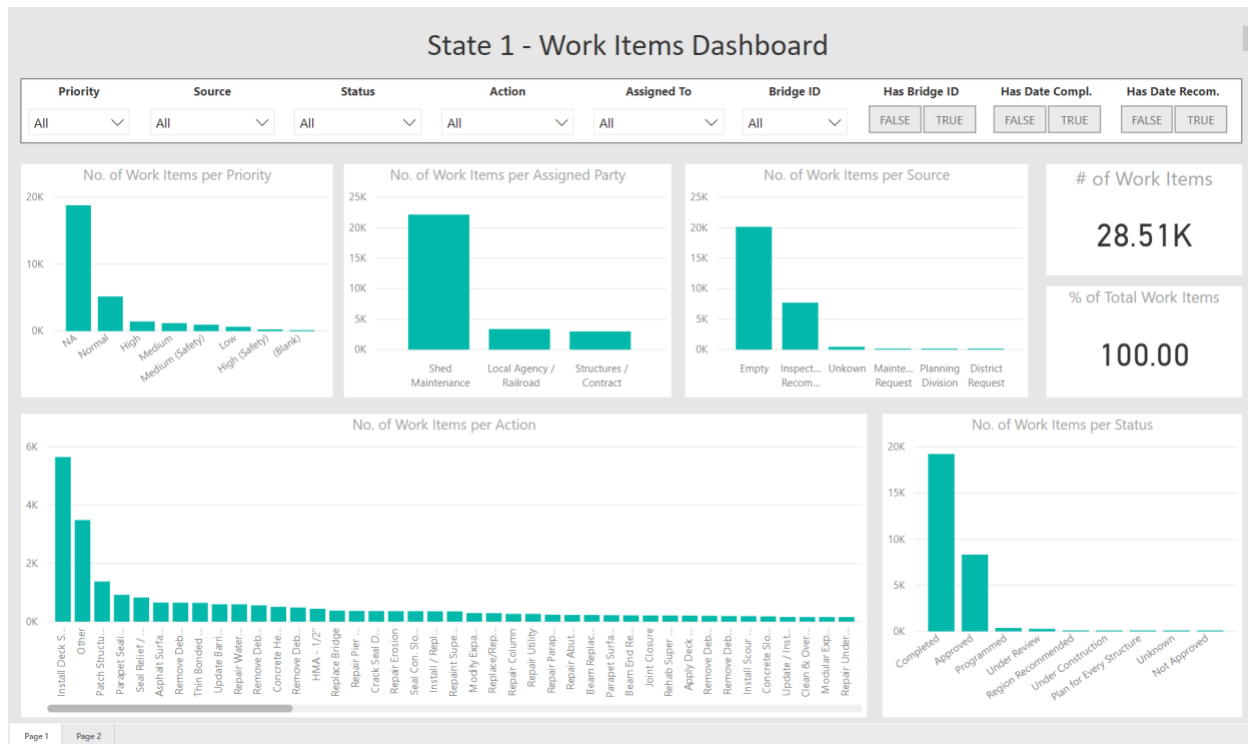 State 1 - Work Items Dashboard
Priority Source Status Action Assigned To Bridge ID Has Bridge ID Has Date Compl. Has Date Recom.
All All All All All All FALSE TRUE FALSE TRUE FALSE TRUE
No. of Work Items per Priority
20K
10K
0K
NA
Normal
High
Medium
Medium (Safety)
Low
High (Safety)
(Blank)
No. of Work Items per Assigned Party
25K
20K
15K
10K
5K
0K
Shed
Maintenance
Local Agency /
Railroad
Structures /
Contract
No. of Work Items per Source
25K
20K
15K
10K
5K
0K
Empty
Inspect...
Recom...
Unkown
Mainte...
Request
Planning
Division
District
Request
# of Work Items
28.51K
% of Total Work Items
100.00
No. of Work Items per Action
6K
4K
2K
0K
Install Deck S...
Other
Patch Structu...
Parapet Seali...
Seal Relief / ...
Asphalt Surfa...
Remove Deb...
Thin Bonded ...
Update Barri...
Repair Water...
Remove Deb...
Concrete He...
Remove Deb...
HMA - 1/2"
Replace Bridge
Repair Pier ...
Crack Seal D...
Repair Erosion
Seal Con. Slo...
Install / Repl...
Repaint Supe...
Modify Expa...
Replace/Rep...
Repair Column
Repair Utility
Repair Parap...
Repair Abut...
Beam Replac...
Parapet Surfa...
Beam End Re...
Joint Closure
Rehab Super ...
Apply Deck ...
Remove Deb...
Remove Deb...
Install Scour ...
Concrete Slo...
Update / Inst...
Clean & Over...
Modular Exp...
Repair Under...
No. of Work Items per Status
20K
15K
10K
5K
0K
Completed
Approved
Programmed
Under Review
Region Recommended
Under Construction
Plan for Every Structure
Unknown
Not Approved
Page 1 Page 2